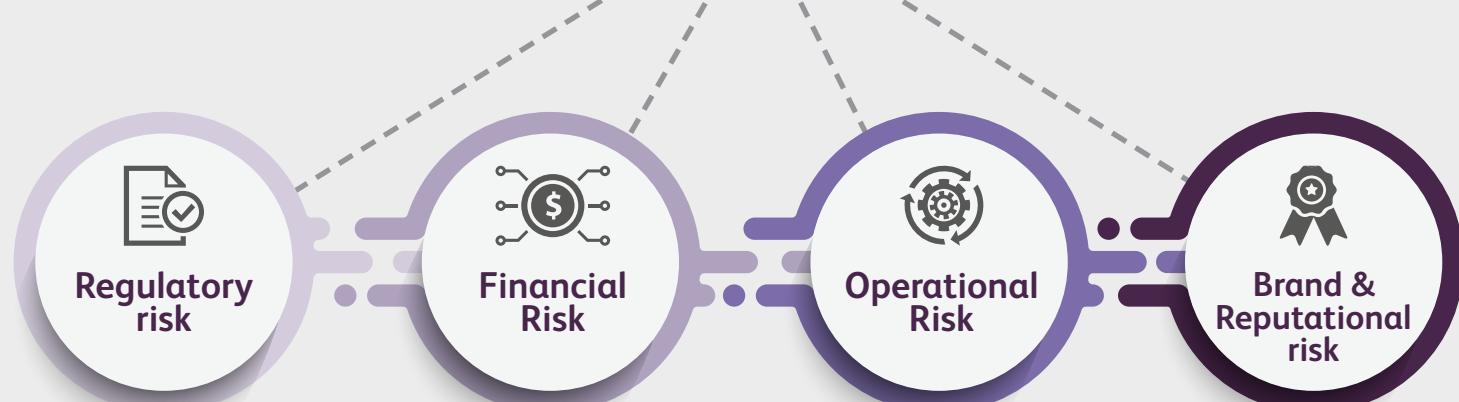 Regulatory
risk
Financial
Risk
Operational
Risk
Brand &
Reputational
risk